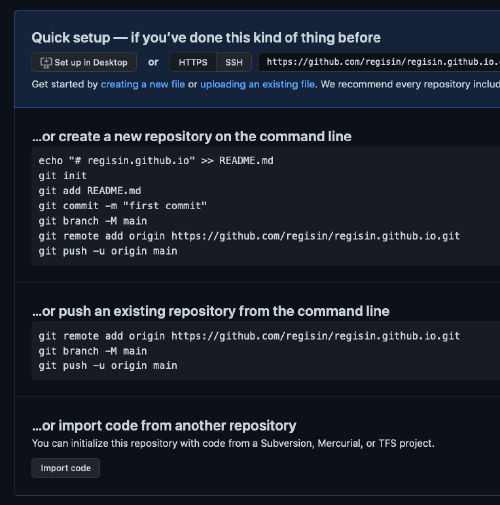 Quick setup — if you’ve done this kind of thing before
Set up in Desktop or HTTPS SSH https://github.com/regisin/regisin.github.io.
Get started by creating a new file or uploading an existing file. We recommend every repository includ
…or create a new repository on the command line
echo "# regisin.github.io" >> README.md
git init
git add README.md
git commit -m "first commit"
git branch -M main
git remote add origin https://github.com/regisin/regisin.github.io.git
git push -u origin main
…or push an existing repository from the command line
git remote add origin https://github.com/regisin/regisin.github.io.git
git branch -M main
git push -u origin main
…or import code from another repository
You can initialize this repository with code from a Subversion, Mercurial, or TFS project.
Import code